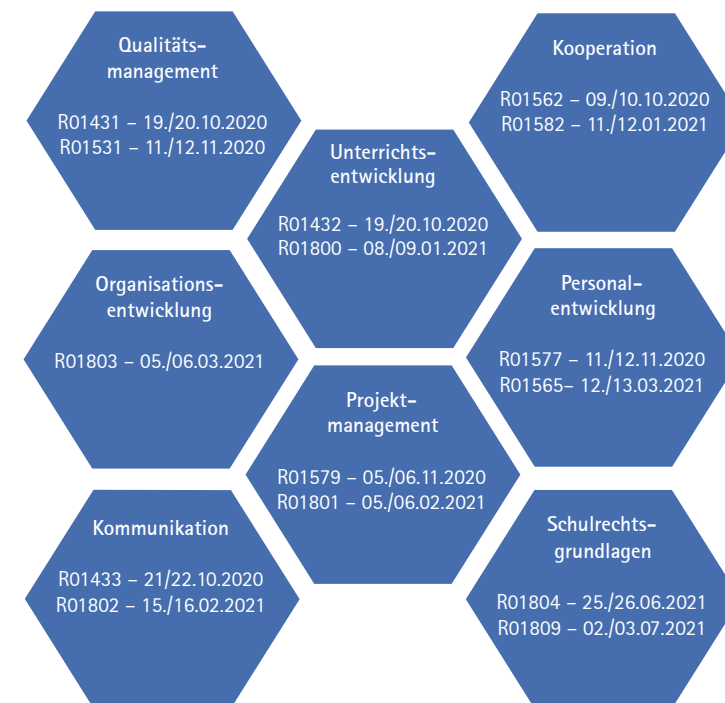 Qualitäts-
management
R01431 – 19./20.10.2020
R01531 – 11./12.11.2020
Kooperation
R01562 – 09./10.10.2020
R01582 – 11./12.01.2021
Unterrichts-
entwicklung
R01432 – 19./20.10.2020
R01800 – 08./09.01.2021
Organisations-
entwicklung
R01803 – 05./06.03.2021
Personal-
entwicklung
R01577 – 11./12.11.2020
R01565– 12./13.03.2021
Projekt-
management
R01579 – 05./06.11.2020
R01801 – 05./06.02.2021
Kommunikation
R01433 – 21/22.10.2020
R01802 – 15./16.02.2021
Schulrechts-
grundlagen
R01804 – 25./26.06.2021
R01809 – 02./03.07.2021